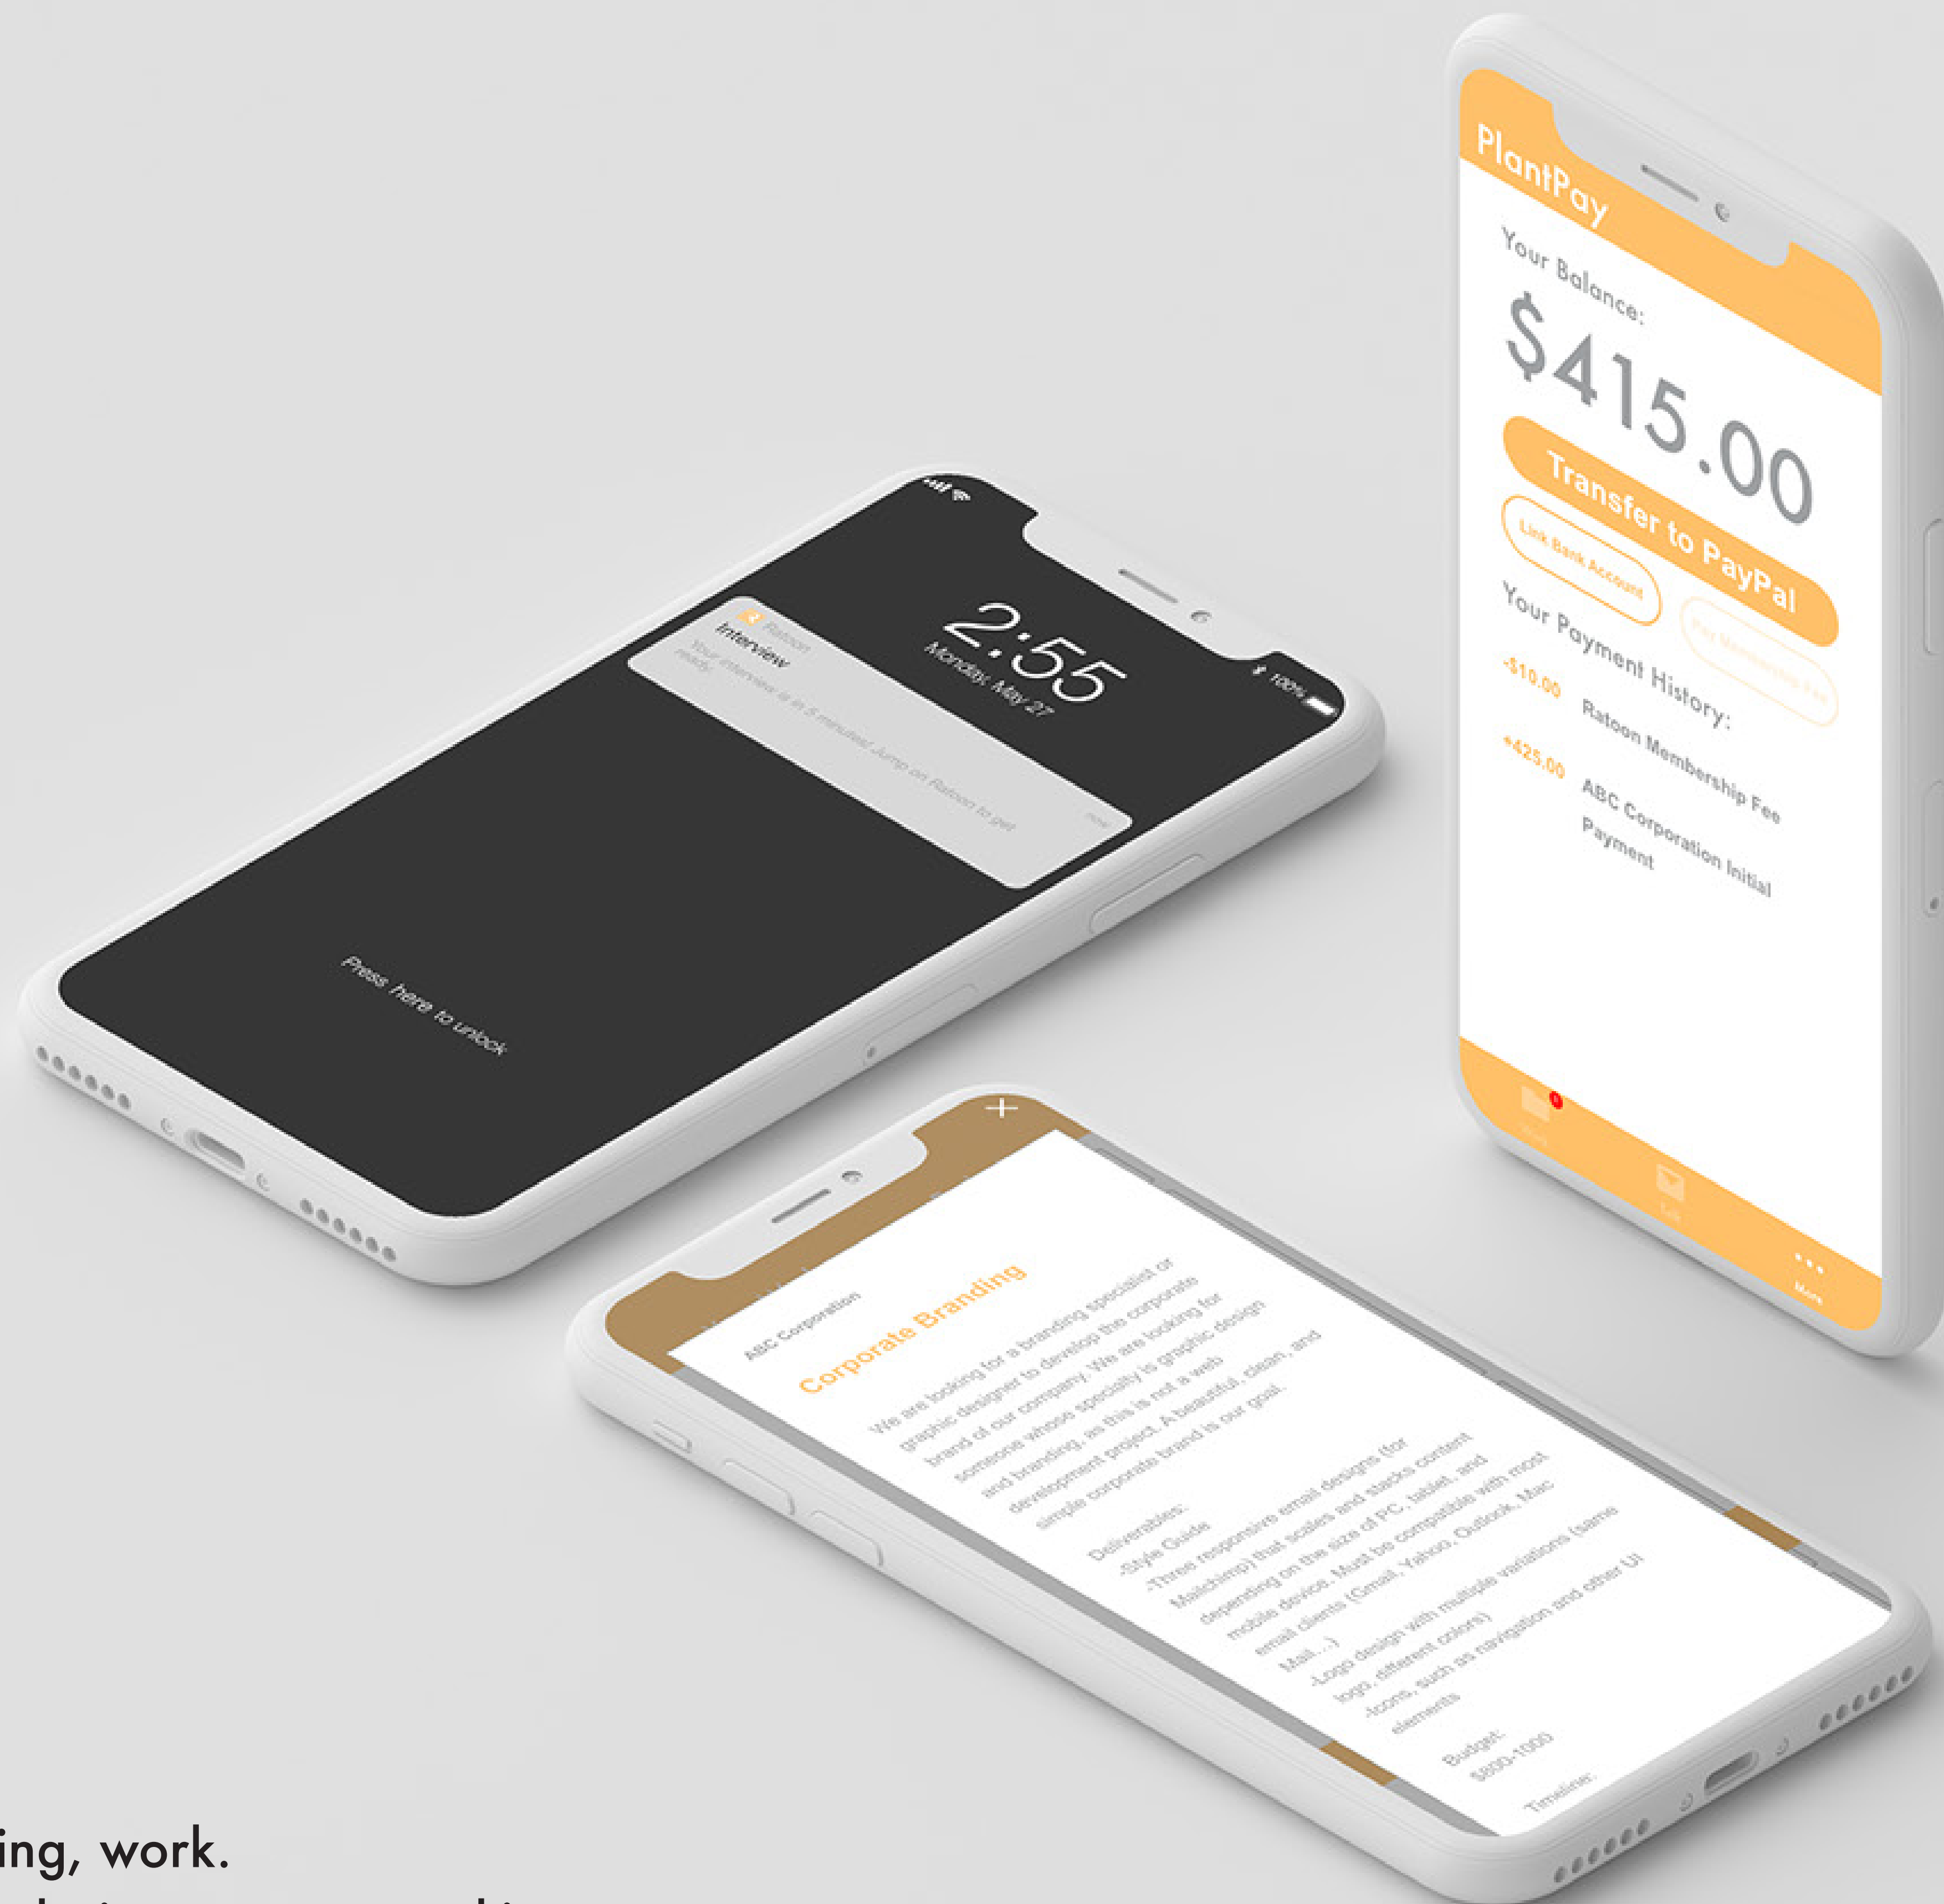 2:55
Monday, May 27
100%
Ratoon
now
Interview
Your interview is in 5 minutes! Jump on Ratoon to get
ready.
Press here to unlock
PlantPay
Your Balance:
$415.00
Transfer to PayPal
Link Bank Account
Pay Membership Fee
Your Payment History:
-$10.00
Ratoon Membership Fee
+425.00
ABC Corporation Initial
Payment
More
+
ABC Corporation
Corporate Branding
We are looking for a branding specialist or
graphic designer to develop the corporate
brand of our company. We are looking for
someone whose specialty is graphic design
and branding, as this is not a web
development project. A beautiful, clean, and
simple corporate brand is our goal.
Deliverables:
-Style Guide
-Three responsive email designs (for
Mailchimp) that scales and stacks content
depending on the size of PC, tablet, and
mobile device. Must be compatible with most
email clients (Gmail, Yahoo, Outlook, Mac
Mail...)
-Logo design with multiple variations (same
logo, different colors)
-Icons, such as navigation and other UI
elements
Budget:
$800-1000
Timeline:
ing, work.